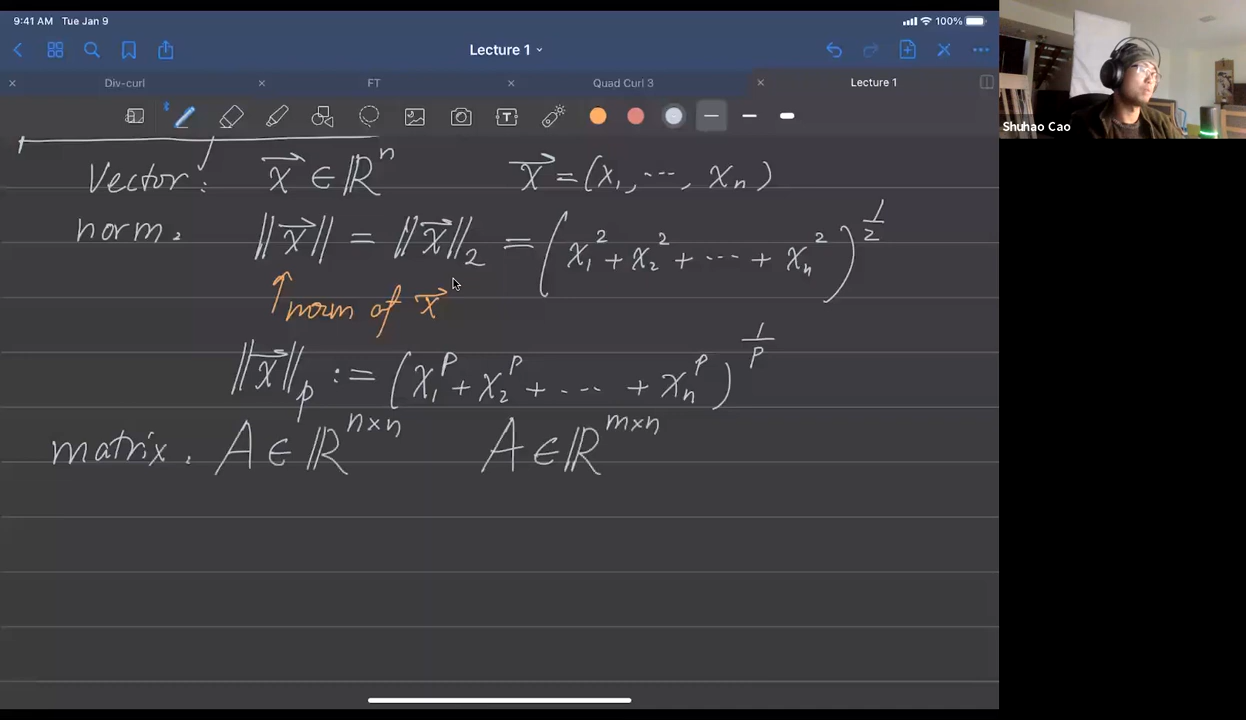 9:41 AM Tue Jan 9
100%
Lecture 1
Div-curl
FT
Quad Curl 3
Lecture 1
Shuhao Cao
Vector: x⃗ ∈ ℝⁿ x⃗ = (x₁, ⋯, xₙ)
norm: ‖x⃗‖ = ‖x⃗‖₂ = (x₁² + x₂² + ⋯ + xₙ²)^{1/2}
↑ norm of x⃗
‖x⃗‖ₚ := (x₁ᵖ + x₂ᵖ + ⋯ + xₙᵖ)^{1/p}
matrix. A ∈ ℝ^{n×n} A ∈ ℝ^{m×n}